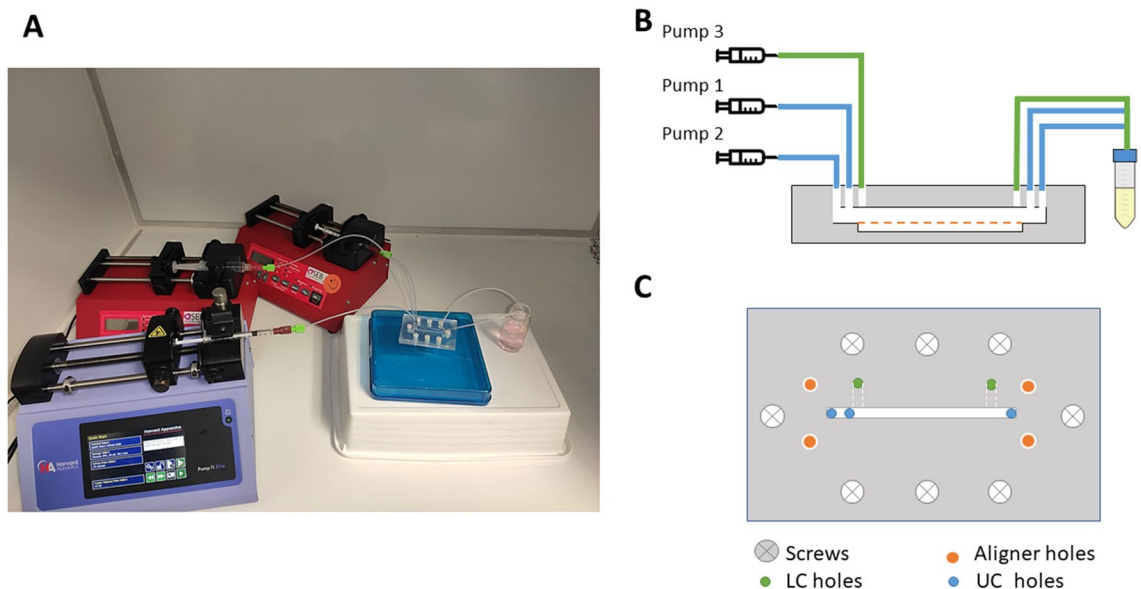 A
B
Pump 3
Pump 1
Pump 2
Harvard Apparatus
Pump 11 Elite
C
Screws
Aligner holes
LC holes
UC holes